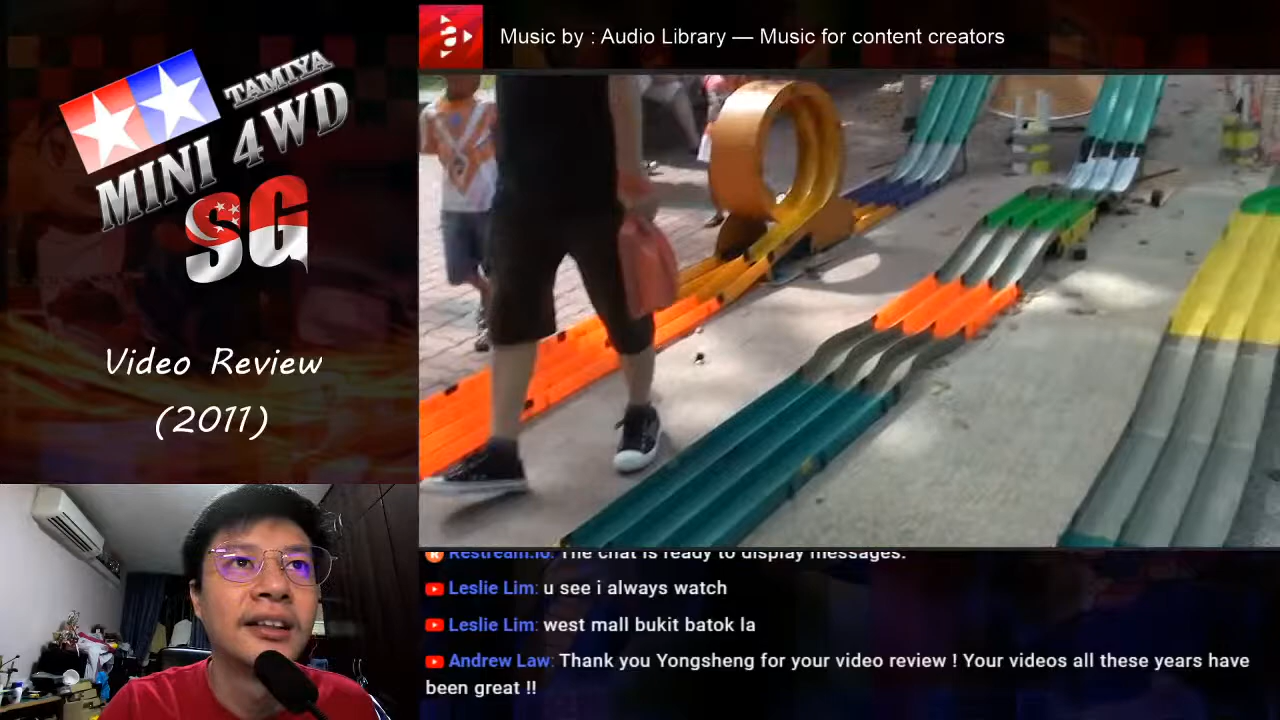 Music by : Audio Library — Music for content creators
TAMIYA
MINI 4WD
SG
Video Review
(2011)
Restream.io: The chat is ready to display messages.
Leslie Lim: u see i always watch
Leslie Lim: west mall bukit batok la
Andrew Law: Thank you Yongsheng for your video review ! Your videos all these years have
been great !!